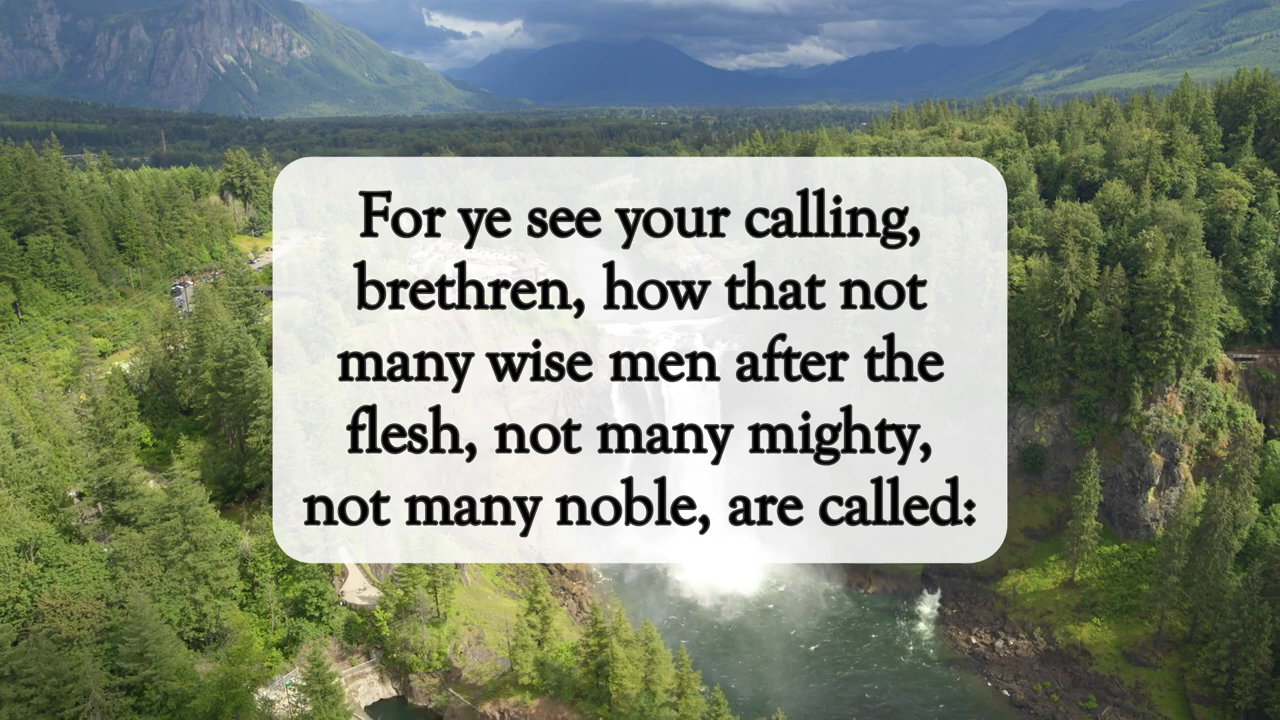 For ye see your calling,
brethren, how that not
many wise men after the
flesh, not many mighty,
not many noble, are called: